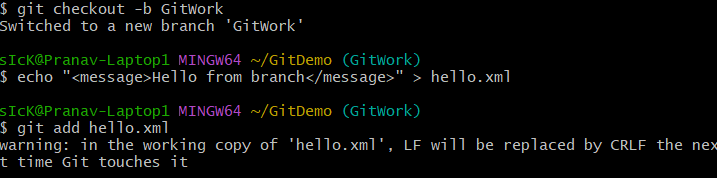 $ git checkout -b GitWork
Switched to a new branch 'GitWork'
sIcK@Pranav-Laptop1 MINGW64 ~/GitDemo (GitWork)
$ echo "<message>Hello from branch</message>" > hello.xml
sIcK@Pranav-Laptop1 MINGW64 ~/GitDemo (GitWork)
$ git add hello.xml
warning: in the working copy of 'hello.xml', LF will be replaced by CRLF the nex
t time Git touches it